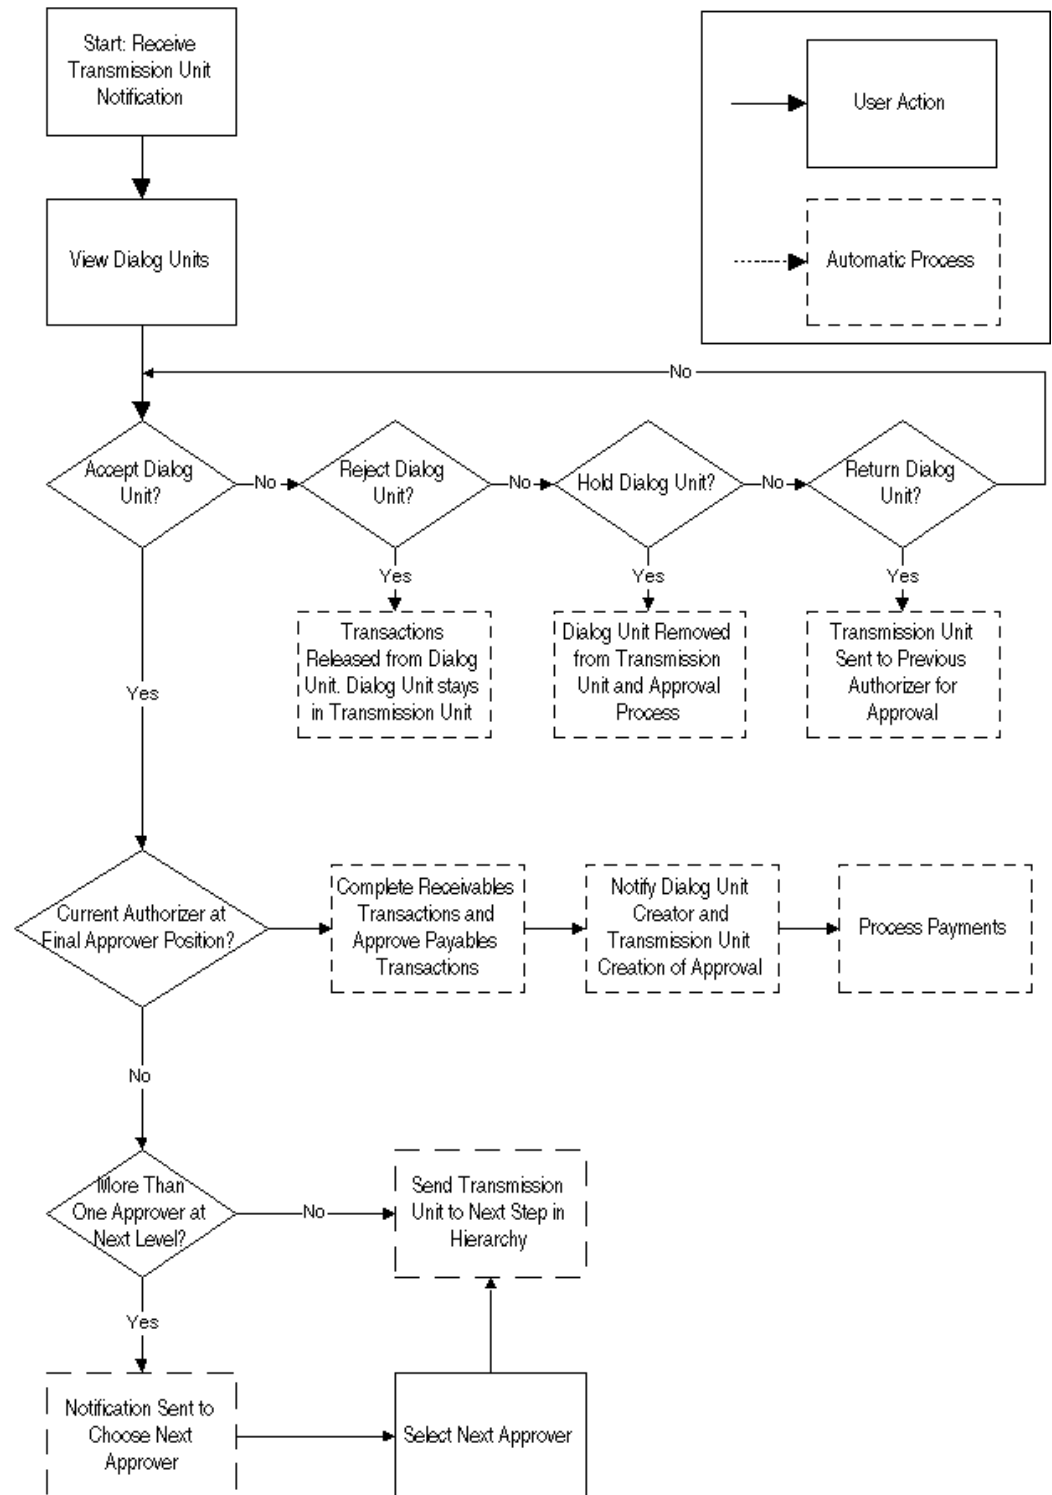 Start: Receive
Transmission Unit
Notification
User Action
View Dialog Units
Automatic Process
No
Accept Dialog
Unit?
No
Reject Dialog
Unit?
No
Hold Dialog Unit?
No
Return Dialog
Unit?
Yes
Yes
Yes
Transactions
Released from Dialog
Unit. Dialog Unit stays
in Transmission Unit
Dialog Unit Removed
from Transmission
Unit and Approval
Process
Transmission Unit
Sent to Previous
Authorizer for
Approval
Yes
Current Authorizer at
Final Approver Position?
Complete Receivables
Transactions and
Approve Payables
Transactions
Notify Dialog Unit
Creator and
Transmission Unit
Creation of Approval
Process Payments
No
More Than
One Approver at
Next Level?
No
Send Transmission
Unit to Next Step in
Hierarchy
Yes
Notification Sent to
Choose Next
Approver
Select Next Approver